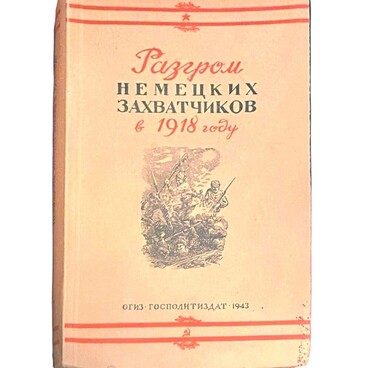 Разгром
НЕМЕЦКИХ
ЗАХВАТЧИКОВ
в 1918 году
ОГИЗ · ГОСПОЛИТИЗДАТ · 1943